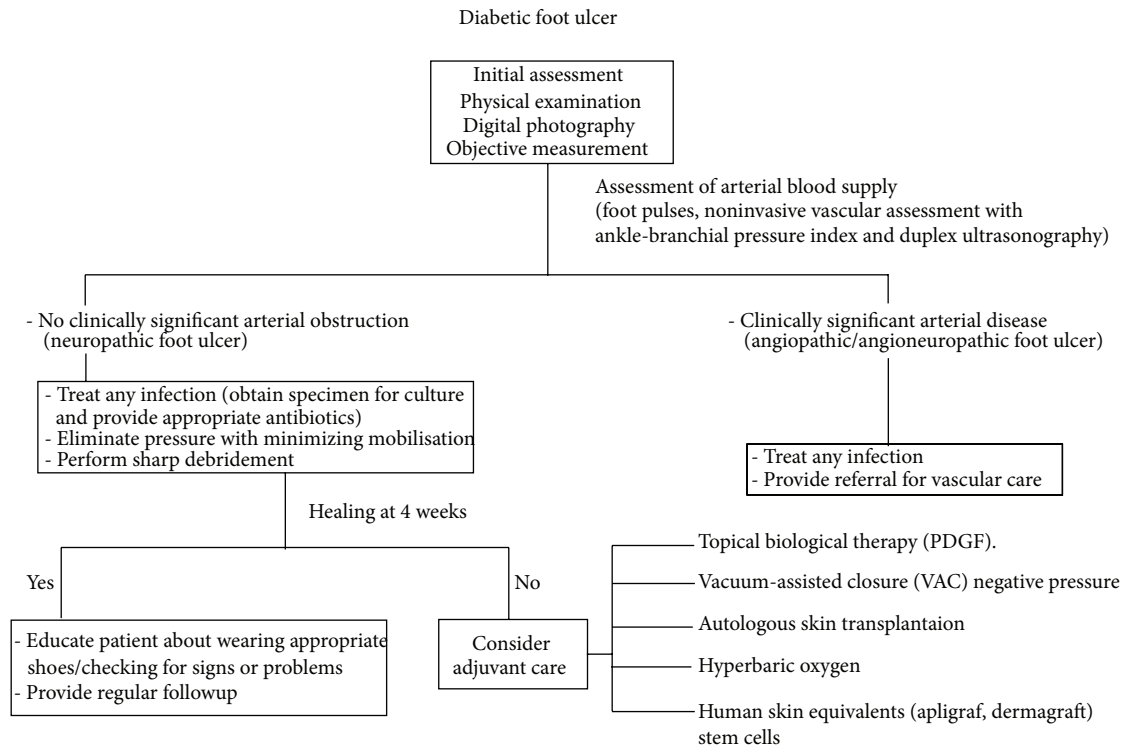 Diabetic foot ulcer
Initial assessment
Physical examination
Digital photography
Objective measurement
Assessment of arterial blood supply
(foot pulses, noninvasive vascular assessment with
ankle-branchial pressure index and duplex ultrasonography)
- No clinically significant arterial obstruction
(neuropathic foot ulcer)
- Clinically significant arterial disease
(angiopathic/angioneuropathic foot ulcer)
- Treat any infection (obtain specimen for culture
and provide appropriate antibiotics)
- Eliminate pressure with minimizing mobilisation
- Perform sharp debridement
- Treat any infection
- Provide referral for vascular care
Healing at 4 weeks
Yes
No
- Educate patient about wearing appropriate
shoes/checking for signs or problems
- Provide regular followup
Consider
adjuvant care
Topical biological therapy (PDGF).
Vacuum-assisted closure (VAC) negative pressure
Autologous skin transplantaion
Hyperbaric oxygen
Human skin equivalents (apligraf, dermagraft)
stem cells